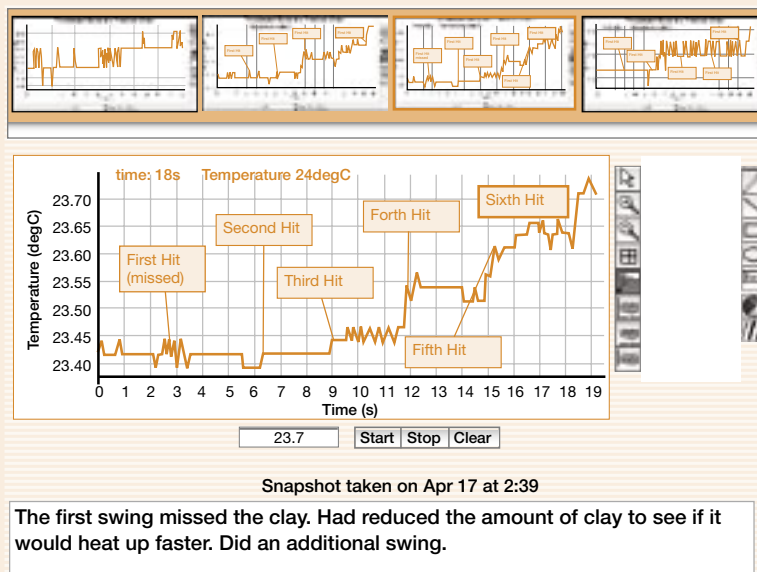 time: 18s Temperature 24degC
Temperature (degC)
23.70
23.65
23.60
23.55
23.50
23.45
23.40
First Hit
(missed)
Second Hit
Third Hit
Forth Hit
Fifth Hit
Sixth Hit
0 1 2 3 4 5 6 7 8 9 10 11 12 13 14 15 16 17 18 19
Time (s)
23.7
Start Stop Clear
Snapshot taken on Apr 17 at 2:39
The first swing missed the clay. Had reduced the amount of clay to see if it
would heat up faster. Did an additional swing.